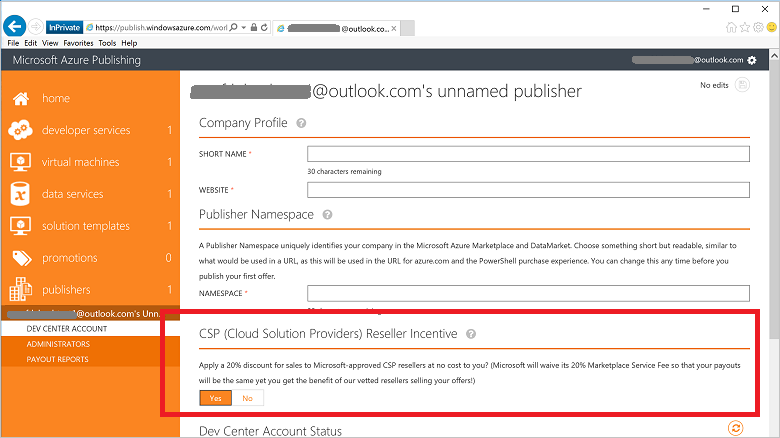 InPrivate https://publish.windowsazure.com/worl
@outlook.co...
File Edit View Favorites Tools Help
Microsoft Azure Publishing
@outlook.com
home
developer services 1
virtual machines 1
data services 1
solution templates 1
promotions 0
publishers 1
@outlook.com's Unn...
DEV CENTER ACCOUNT
ADMINISTRATORS
PAYOUT REPORTS
@outlook.com's unnamed publisher
No edits
Company Profile ?
SHORT NAME *
30 characters remaining
WEBSITE *
Publisher Namespace ?
A Publisher Namespace uniquely identifies your company in the Microsoft Azure Marketplace and DataMarket. Choose something short but readable, similar
to what would be used in a URL, as this will be used in the URL for azure.com and the PowerShell purchase experience. You can change this any time before you
publish your first offer.
NAMESPACE *
CSP (Cloud Solution Providers) Reseller Incentive ?
Apply a 20% discount for sales to Microsoft-approved CSP resellers at no cost to you? (Microsoft will waive its 20% Marketplace Service Fee so that your payouts
will be the same yet you get the benefit of our vetted resellers selling your offers!)
Yes No
Dev Center Account Status